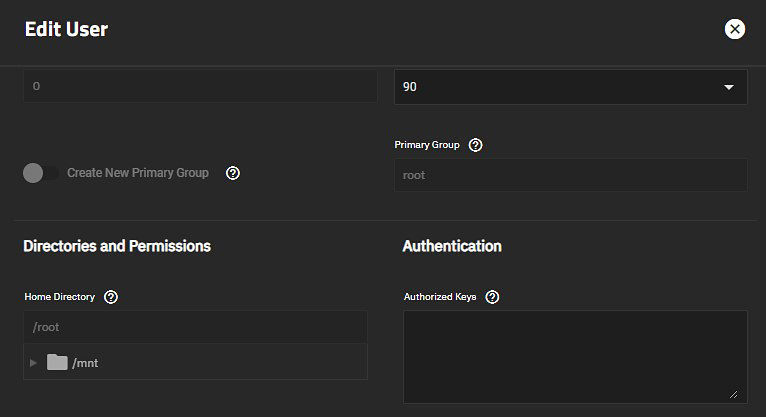 Edit User
0
90
Primary Group
Create New Primary Group
root
Directories and Permissions
Authentication
Home Directory
Authorized Keys
/root
/mnt